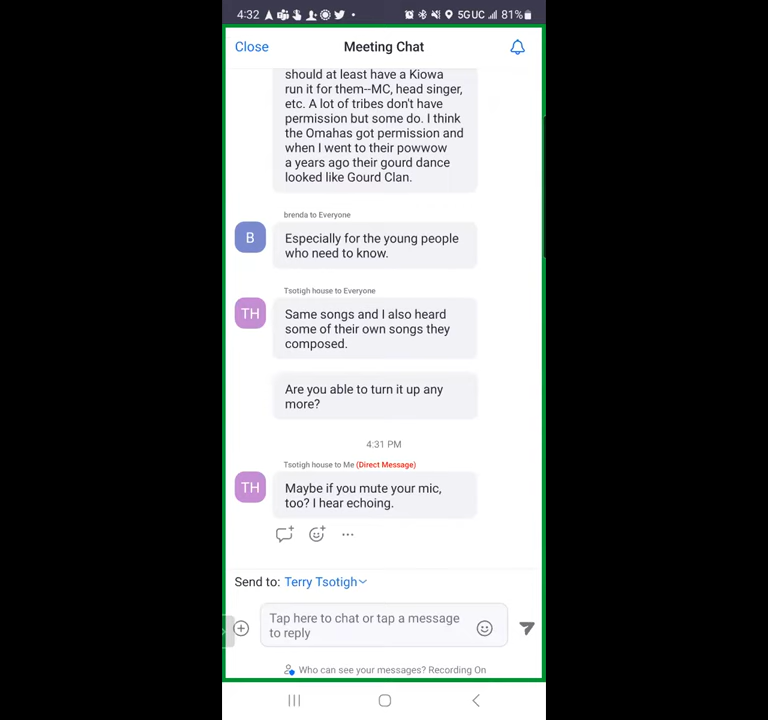 4:32
5GUC
81%
Close
Meeting Chat
should at least have a Kiowa
run it for them--MC, head singer,
etc. A lot of tribes don't have
permission but some do. I think
the Omahas got permission and
when I went to their powwow
a years ago their gourd dance
looked like Gourd Clan.
brenda to Everyone
B
Especially for the young people
who need to know.
Tsotigh house to Everyone
TH
Same songs and I also heard
some of their own songs they
composed.
Are you able to turn it up any
more?
4:31 PM
Tsotigh house to Me (Direct Message)
TH
Maybe if you mute your mic,
too? I hear echoing.
Send to: Terry Tsotigh
Tap here to chat or tap a message
to reply
Who can see your messages? Recording On